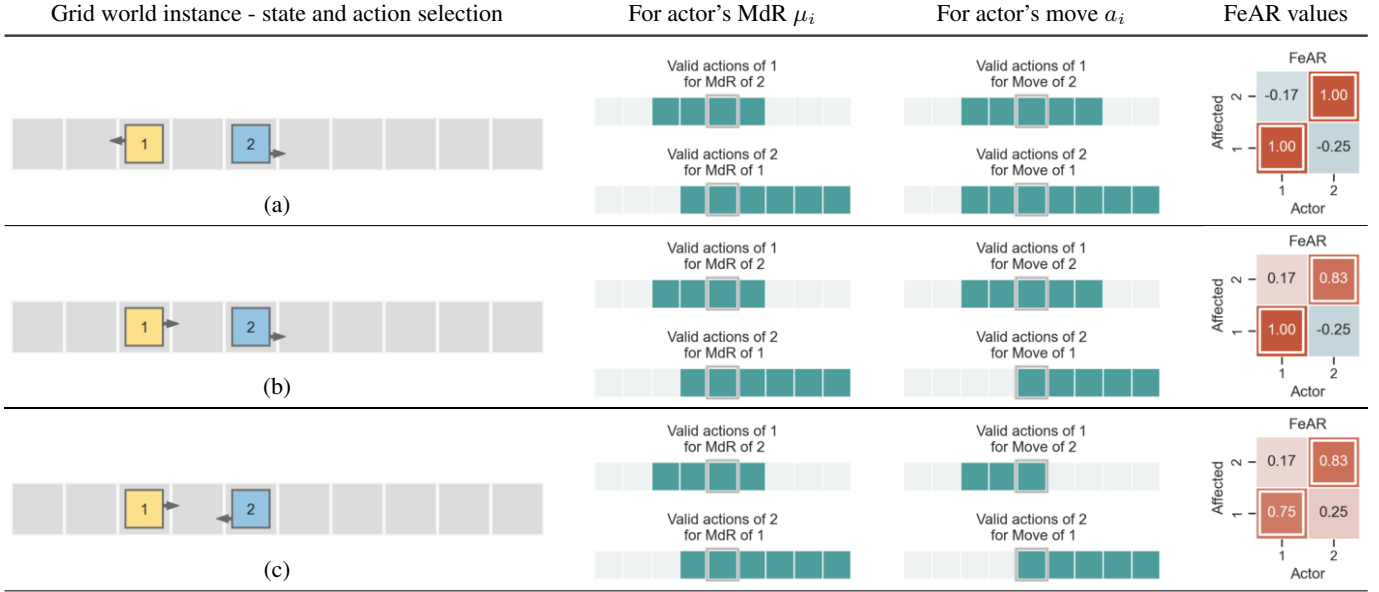 Grid world instance - state and action selection
For actor's MdR μi
For actor's move ai
FeAR values
1
2
(a)
Valid actions of 1
for MdR of 2
Valid actions of 2
for MdR of 1
Valid actions of 1
for Move of 2
Valid actions of 2
for Move of 1
FeAR
Affected
2
-0.17
1.00
1
1.00
-0.25
1
2
Actor
1
2
(b)
Valid actions of 1
for MdR of 2
Valid actions of 2
for MdR of 1
Valid actions of 1
for Move of 2
Valid actions of 2
for Move of 1
FeAR
Affected
2
0.17
0.83
1
1.00
-0.25
1
2
Actor
1
2
(c)
Valid actions of 1
for MdR of 2
Valid actions of 2
for MdR of 1
Valid actions of 1
for Move of 2
Valid actions of 2
for Move of 1
FeAR
Affected
2
0.17
0.83
1
0.75
0.25
1
2
Actor